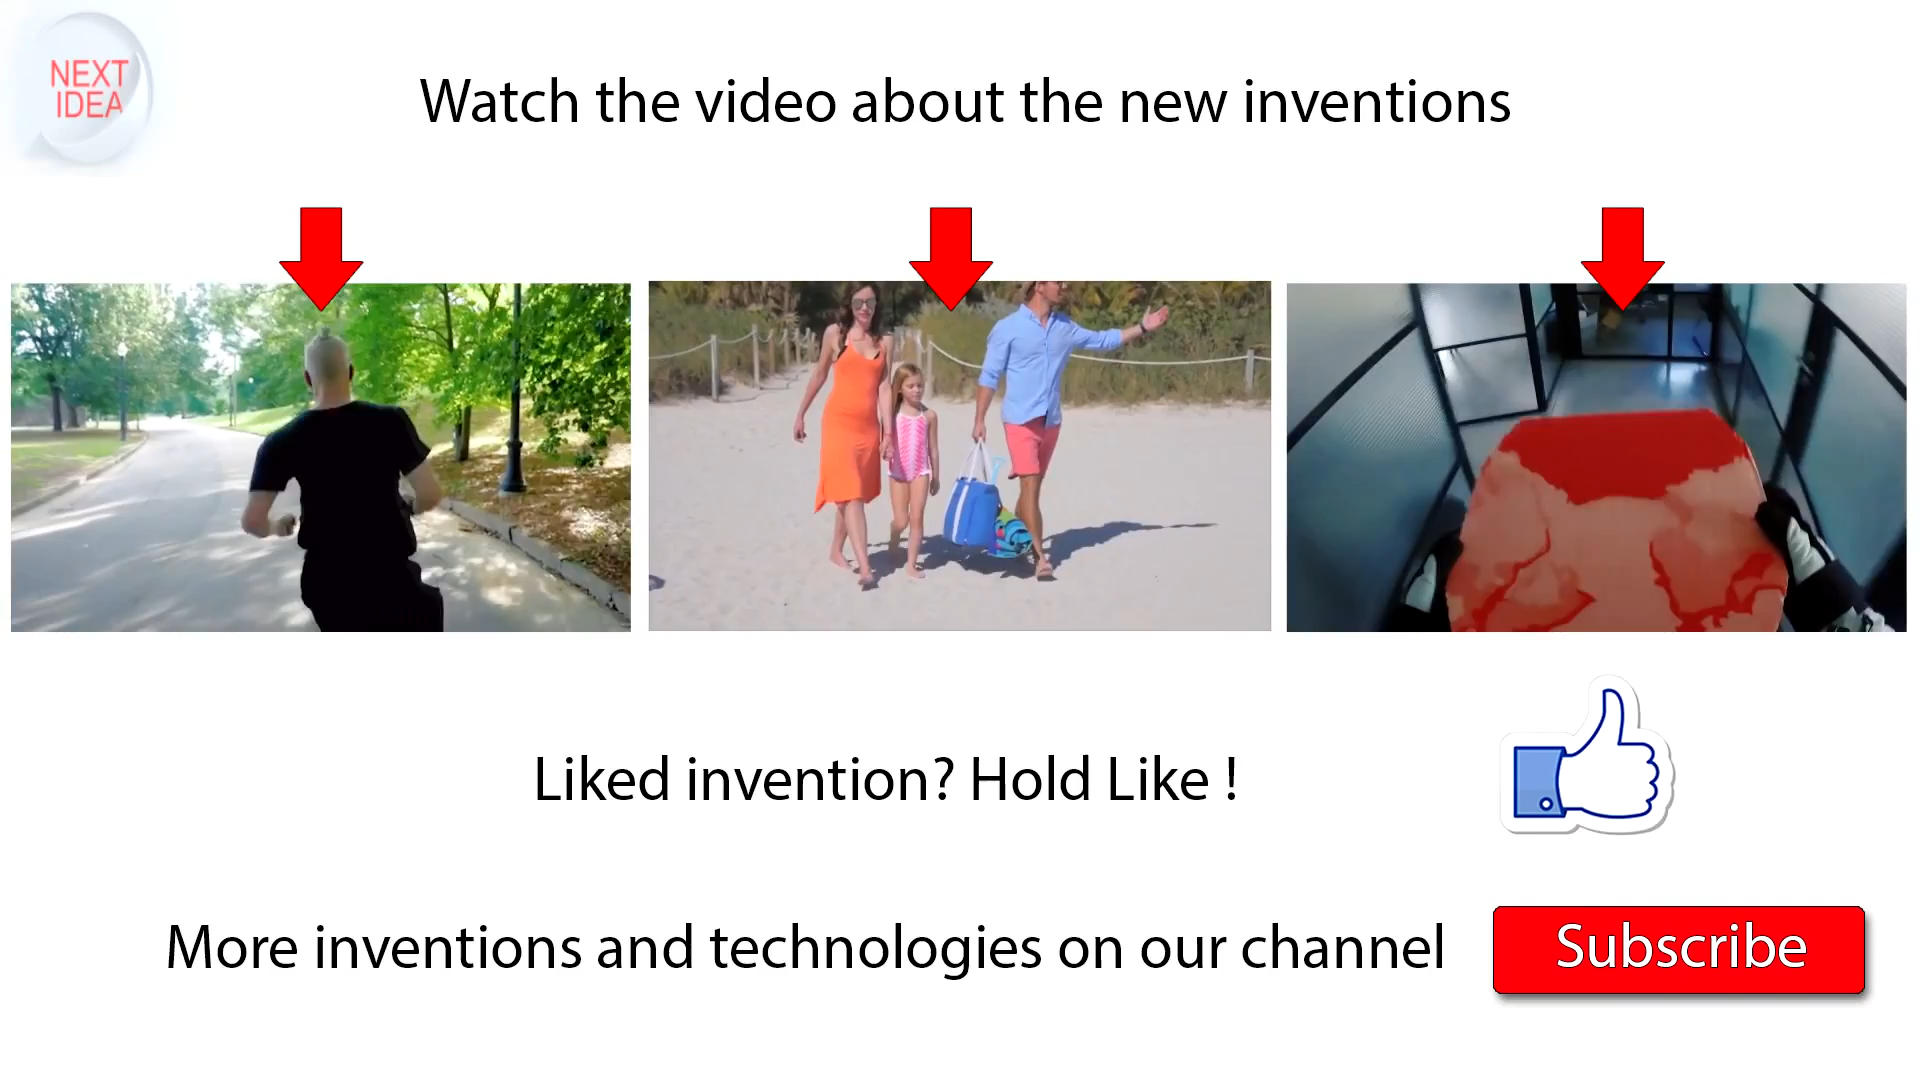 NEXT
IDEA
Watch the video about the new inventions
Liked invention? Hold Like !
More inventions and technologies on our channel
Subscribe